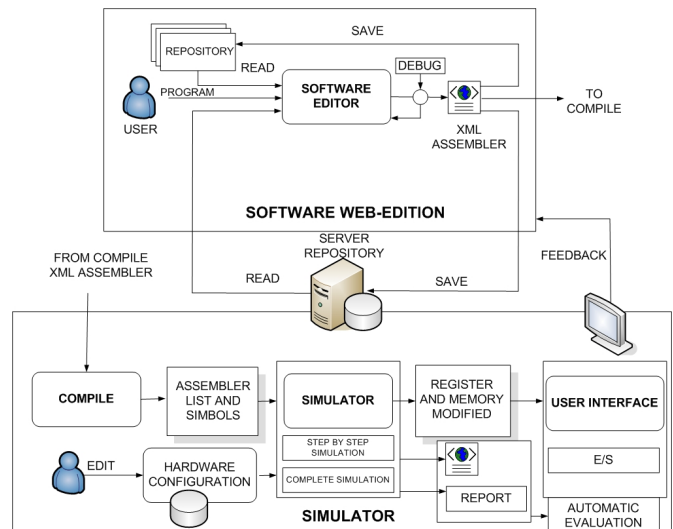 SAVE
REPOSITORY
READ
DEBUG
PROGRAM
SOFTWARE
EDITOR
TO
COMPILE
USER
XML
ASSEMBLER
SOFTWARE WEB-EDITION
SERVER
REPOSITORY
FROM COMPILE
XML ASSEMBLER
FEEDBACK
READ
SAVE
COMPILE
ASSEMBLER
LIST AND
SIMBOLS
SIMULATOR
REGISTER
AND MEMORY
MODIFIED
USER INTERFACE
STEP BY STEP
SIMULATION
E/S
EDIT
HARDWARE
CONFIGURATION
COMPLETE SIMULATION
REPORT
SIMULATOR
AUTOMATIC
EVALUATION